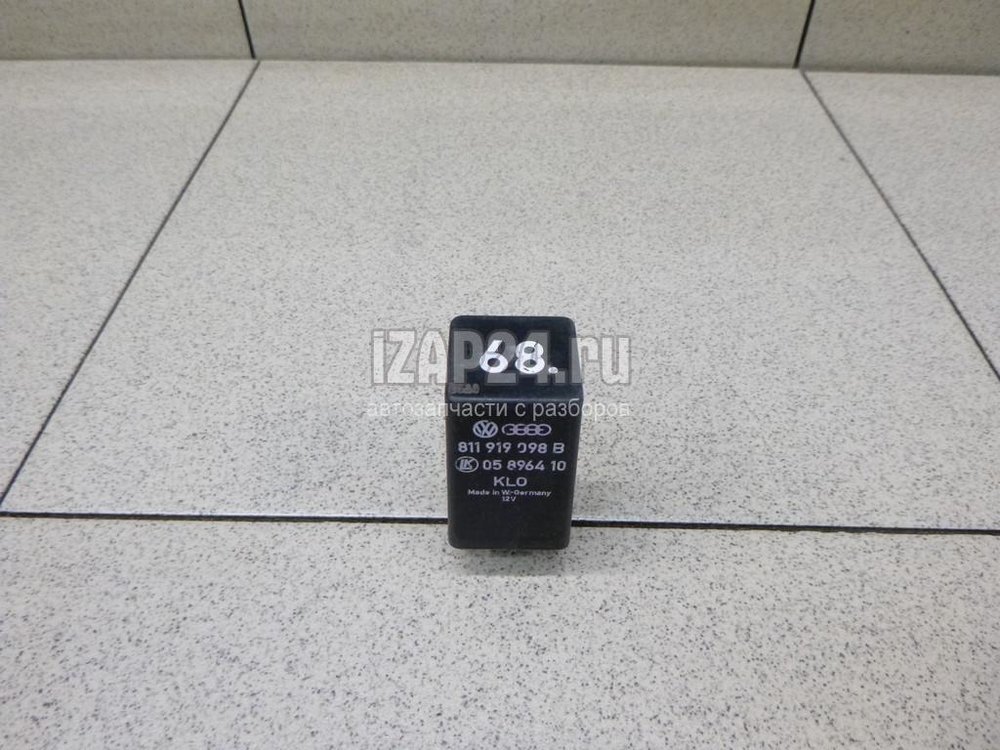 iZAP24.ru
68.
автозапчасти с разборов
811 919 098 B
05 8964 10
KLO
Made in W.-Germany
12V